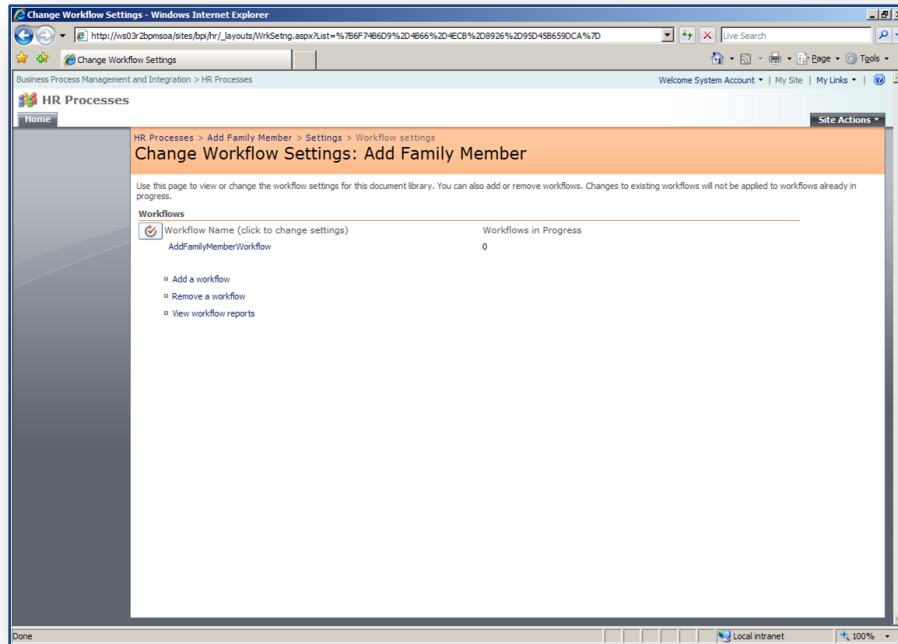 Change Workflow Settings - Windows Internet Explorer
http://ws03r2bpmsoa/sites/bpi/hr/_layouts/WrkSetng.aspx?List=%7B6F74B6D9%2D4B66%2D4ECB%2D8926%2D95D45B659DCA%7D
Live Search
Change Workflow Settings
Page
Tools
Business Process Management and Integration > HR Processes
Welcome System Account | My Site | My Links |
HR Processes
Home
Site Actions
HR Processes > Add Family Member > Settings > Workflow settings
Change Workflow Settings: Add Family Member
Use this page to view or change the workflow settings for this document library. You can also add or remove workflows. Changes to existing workflows will not be applied to workflows already in
progress.
Workflows
Workflow Name (click to change settings) Workflows in Progress
AddFamilyMemberWorkflow 0
Add a workflow
Remove a workflow
View workflow reports
Done
Local intranet
100%